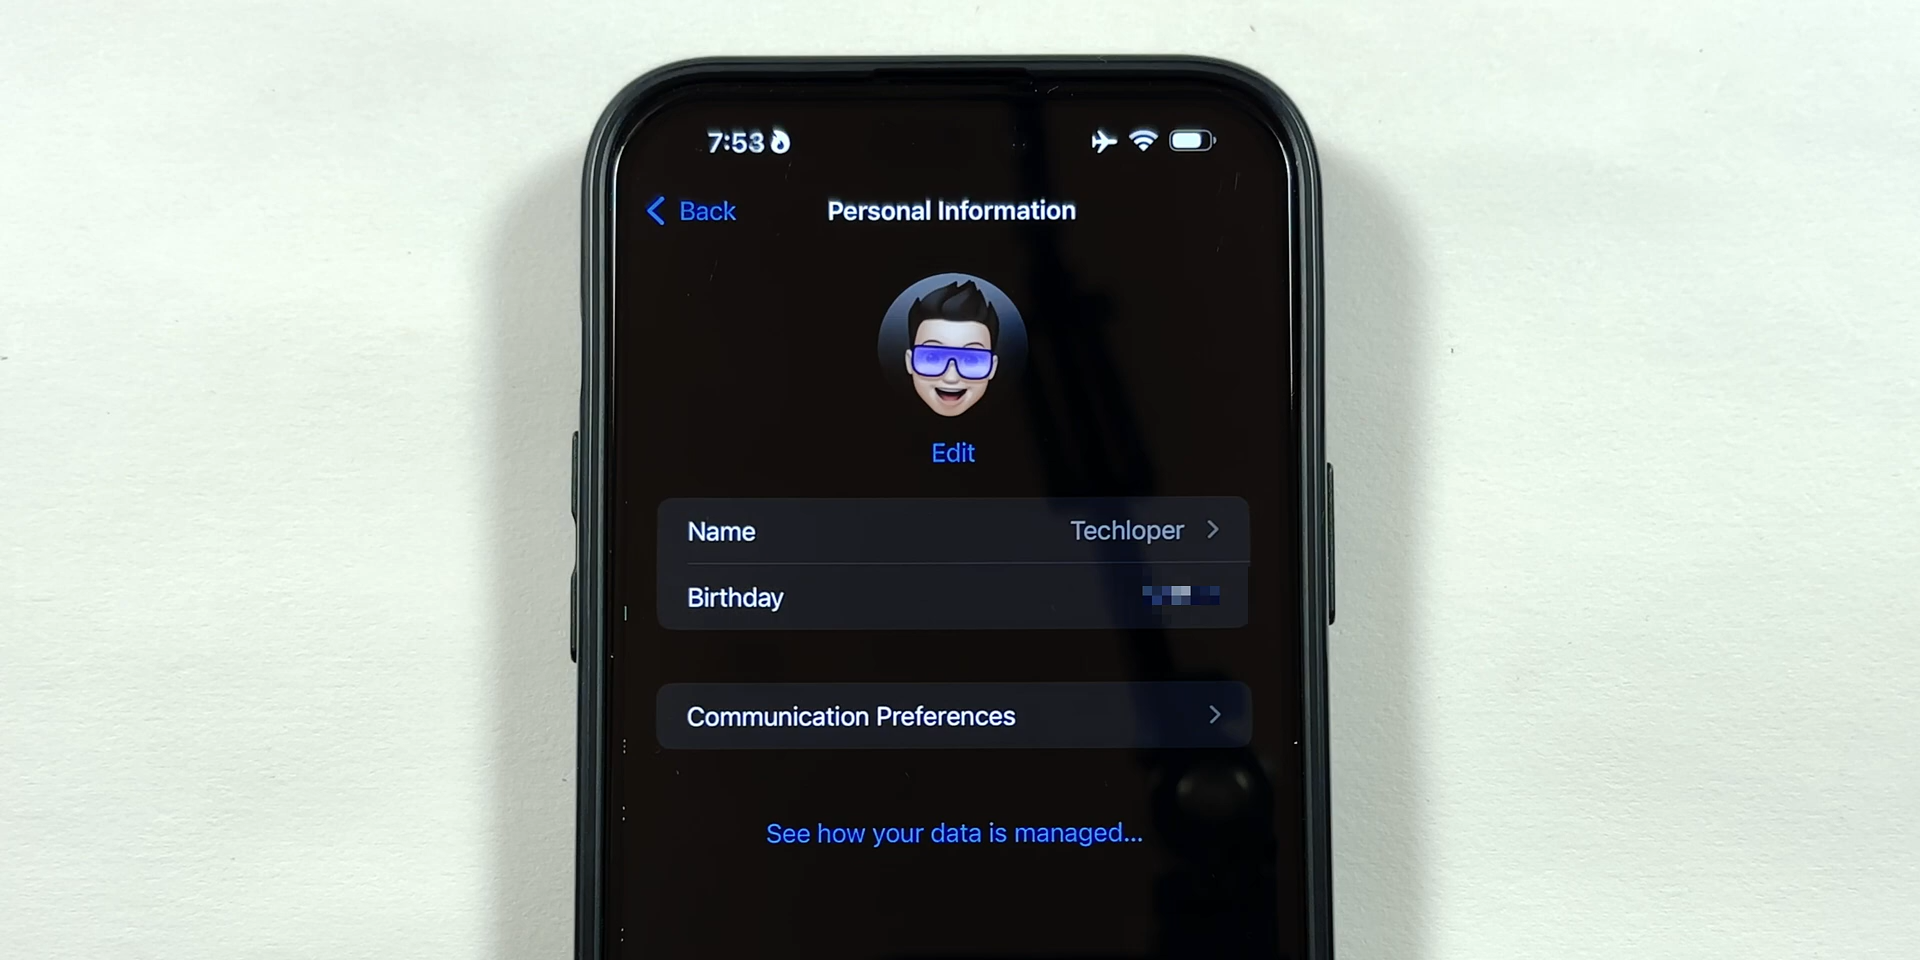 7:53
Back
Personal Information
Edit
Name Techloper
Birthday
Communication Preferences
See how your data is managed...